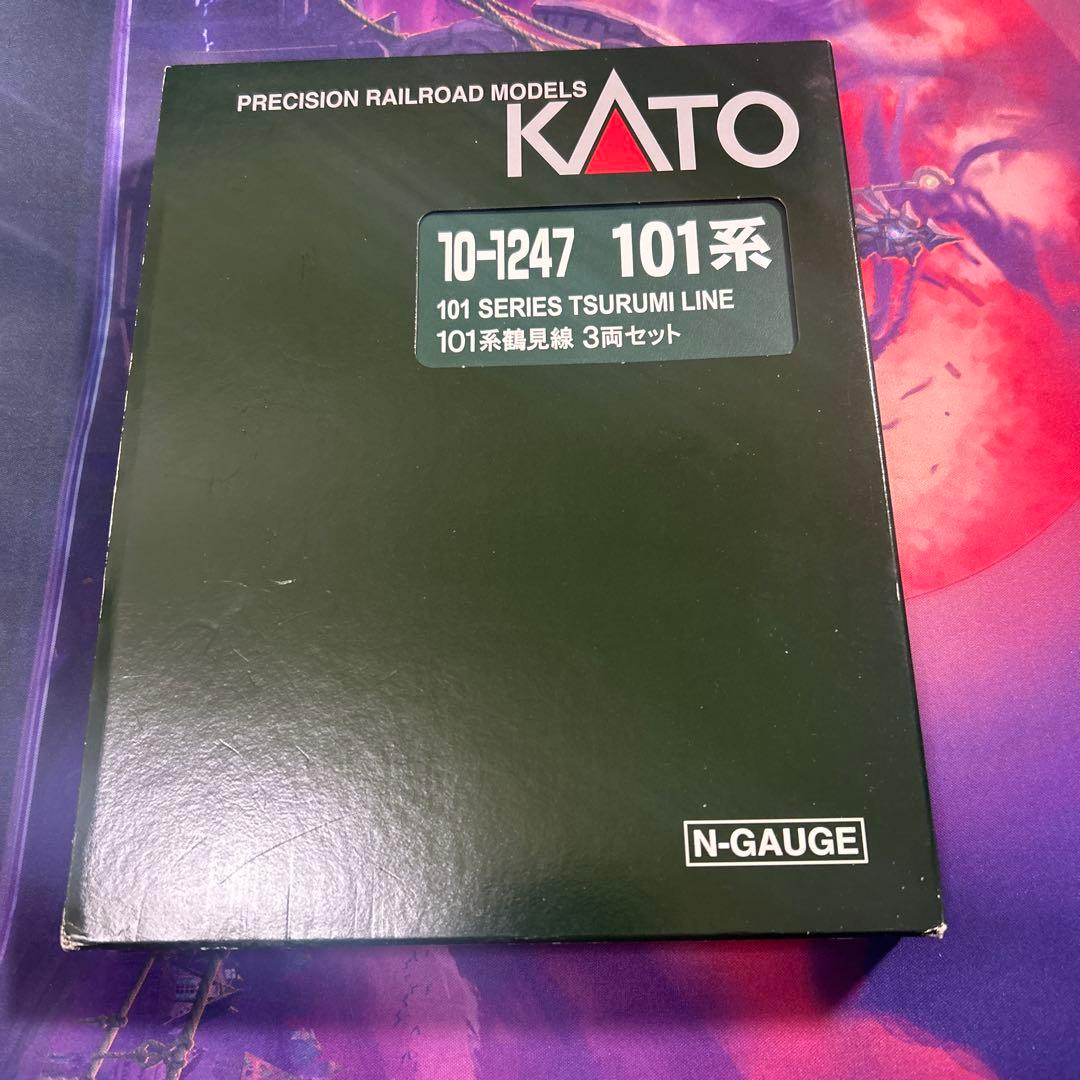 PRECISION RAILROAD MODELS
KATO
10-1247 101系
101 SERIES TSURUMI LINE
101系鶴見線 3両セット
N-GAUGE